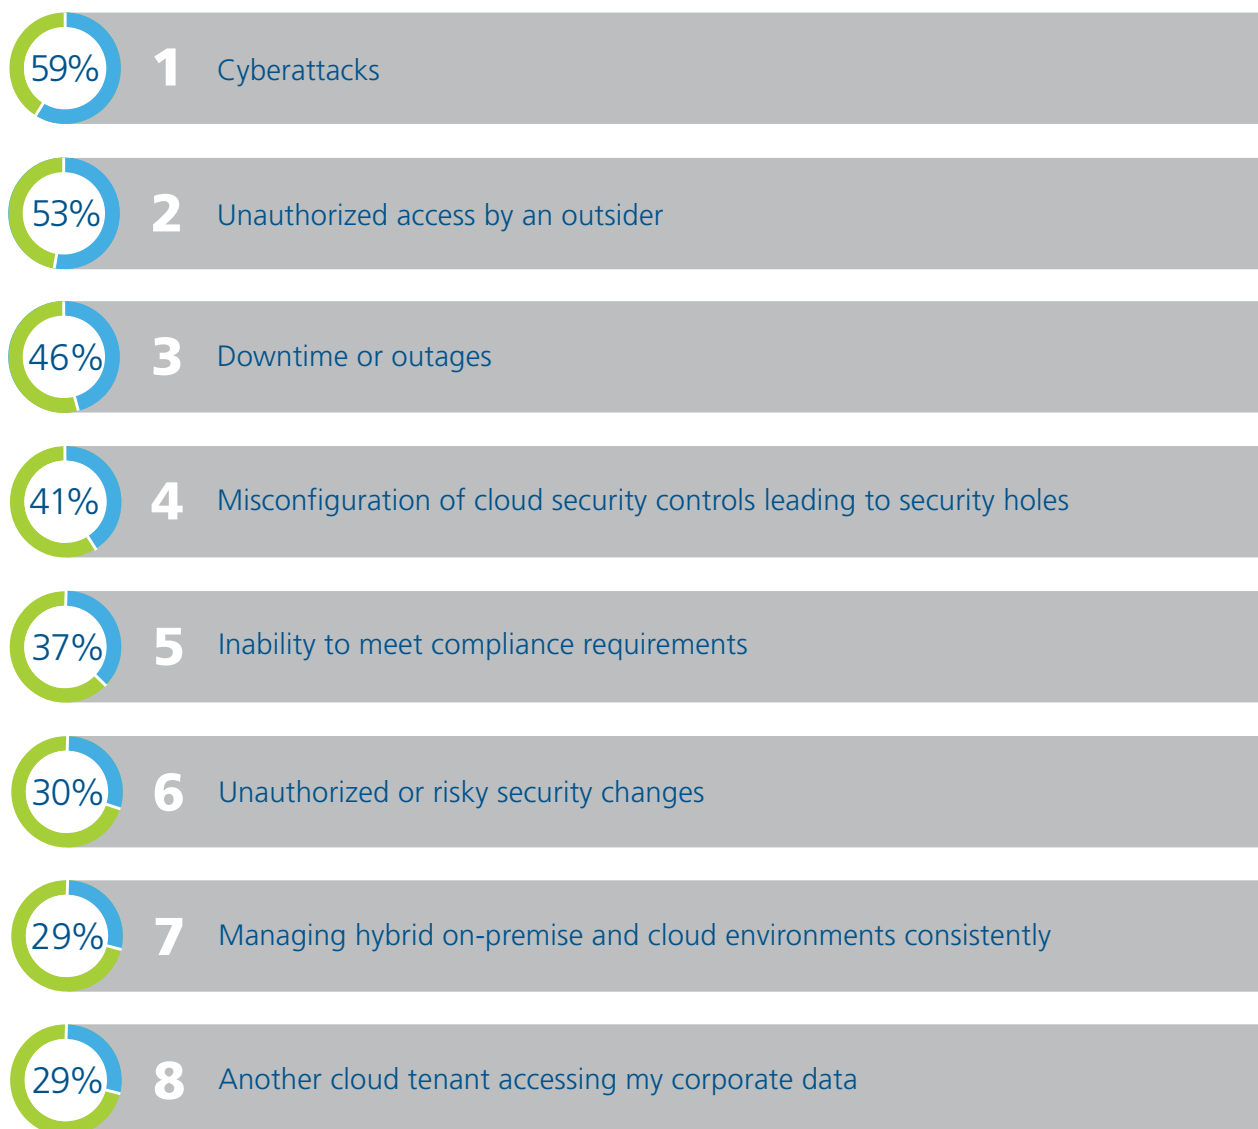 59% 1 Cyberattacks
53% 2 Unauthorized access by an outsider
46% 3 Downtime or outages
41% 4 Misconfiguration of cloud security controls leading to security holes
37% 5 Inability to meet compliance requirements
30% 6 Unauthorized or risky security changes
29% 7 Managing hybrid on-premise and cloud environments consistently
29% 8 Another cloud tenant accessing my corporate data